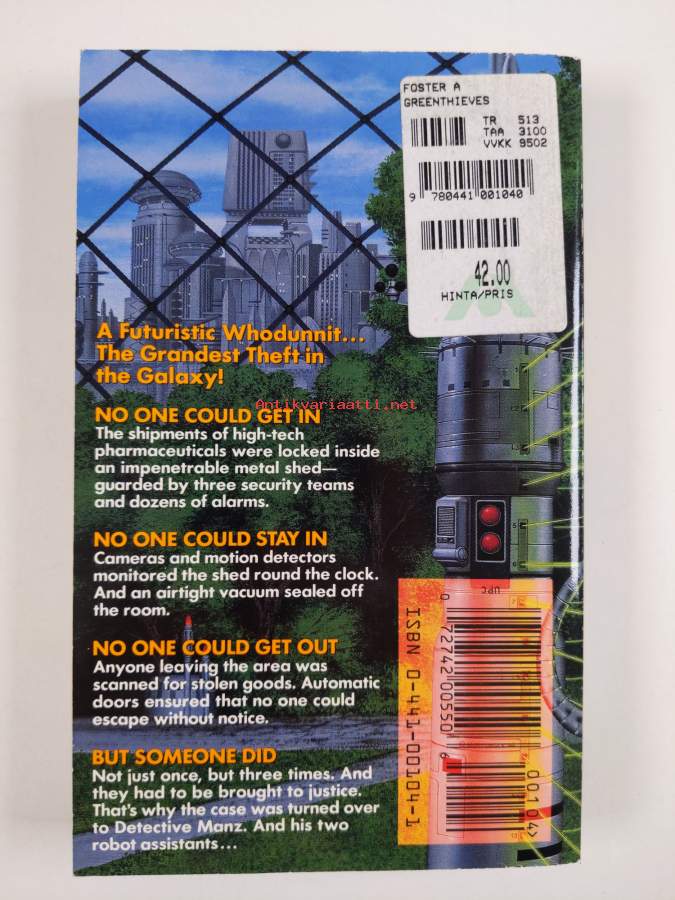 FOSTER A
GREENTHIEVES
TR 513
TAA 3100
VVKK 9502
9 780441 001040
42.00
HINTA/PRIS
A Futuristic Whodunnit...
The Grandest Theft in
the Galaxy!
Antikvariaatti.net
NO ONE COULD GET IN
The shipments of high-tech
pharmaceuticals were locked inside
an impenetrable metal shed—
guarded by three security teams
and dozens of alarms.
NO ONE COULD STAY IN
Cameras and motion detectors
monitored the shed round the clock.
And an airtight vacuum sealed off
the room.
NO ONE COULD GET OUT
Anyone leaving the area was
scanned for stolen goods. Automatic
doors ensured that no one could
escape without notice.
BUT SOMEONE DID
Not just once, but three times. And
they had to be brought to justice.
That's why the case was turned over
to Detective Manz. And his two
robot assistants...
UPC
0 72742 00550 6
00104>
ISBN 0-441-00104-1